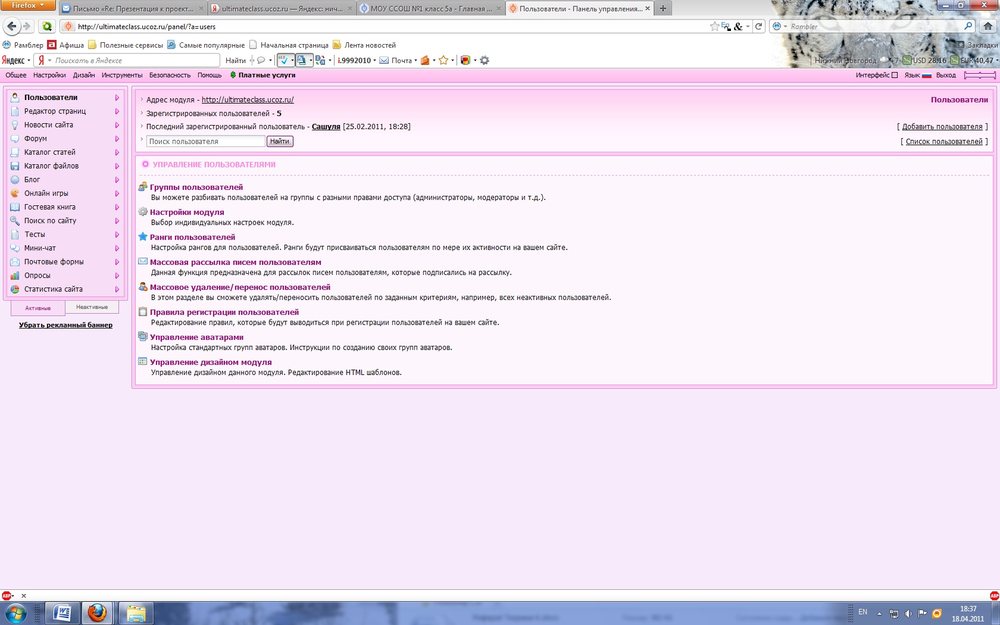 Firefox
Письмо «Re: Презентация к проект...
ultimateclass.ucoz.ru — Яндекс: нич...
МОУ ССОШ №1 класс 5а - Главная ...
Пользователи - Панель управления...
http://ultimateclass.ucoz.ru/panel/?a=users
Rambler
Рамблер Афиша Полезные сервисы Самые популярные Начальная страница Лента новостей
Закладки
Яндекс
Поискать в Яндексе
Найти
i.9992010
Почта
Нижний Новгород +7 USD 28,16 EUR 40,47
Общее Настройки Дизайн Инструменты Безопасность Помощь $ Платные услуги
Интерфейс Язык Выход
Пользователи
Редактор страниц
Новости сайта
Форум
Каталог статей
Каталог файлов
Блог
Онлайн игры
Гостевая книга
Поиск по сайту
Тесты
Мини-чат
Почтовые формы
Опросы
Статистика сайта
Активные Неактивные
Убрать рекламный баннер
Адрес модуля - http://ultimateclass.ucoz.ru/
Пользователи
Зарегистрированных пользователей - 5
Последний зарегистрированный пользователь - Сашуля [25.02.2011, 18:28]
[ Добавить пользователя ]
Поиск пользователя Найти
[ Список пользователей ]
УПРАВЛЕНИЕ ПОЛЬЗОВАТЕЛЯМИ
Группы пользователей
Вы можете разбивать пользователей на группы с разными правами доступа (администраторы, модераторы и т.д.).
Настройки модуля
Выбор индивидуальных настроек модуля.
Ранги пользователей
Настройка рангов для пользователей. Ранги будут присваиваться пользователям по мере их активности на вашем сайте.
Массовая рассылка писем пользователям
Данная функция предназначена для рассылок писем пользователям, которые подписались на рассылку.
Массовое удаление/перенос пользователей
В этом разделе вы сможете удалять/переносить пользователей по заданным критериям, например, всех неактивных пользователей.
Правила регистрации пользователей
Редактирование правил, которые будут выводиться при регистрации пользователей на вашем сайте.
Управление аватарами
Настройка стандартных групп аватаров. Инструкции по созданию своих групп аватаров.
Управление дизайном модуля
Управление дизайном данного модуля. Редактирование HTML шаблонов.
ABP
ABP
EN
18:37
18.04.2011